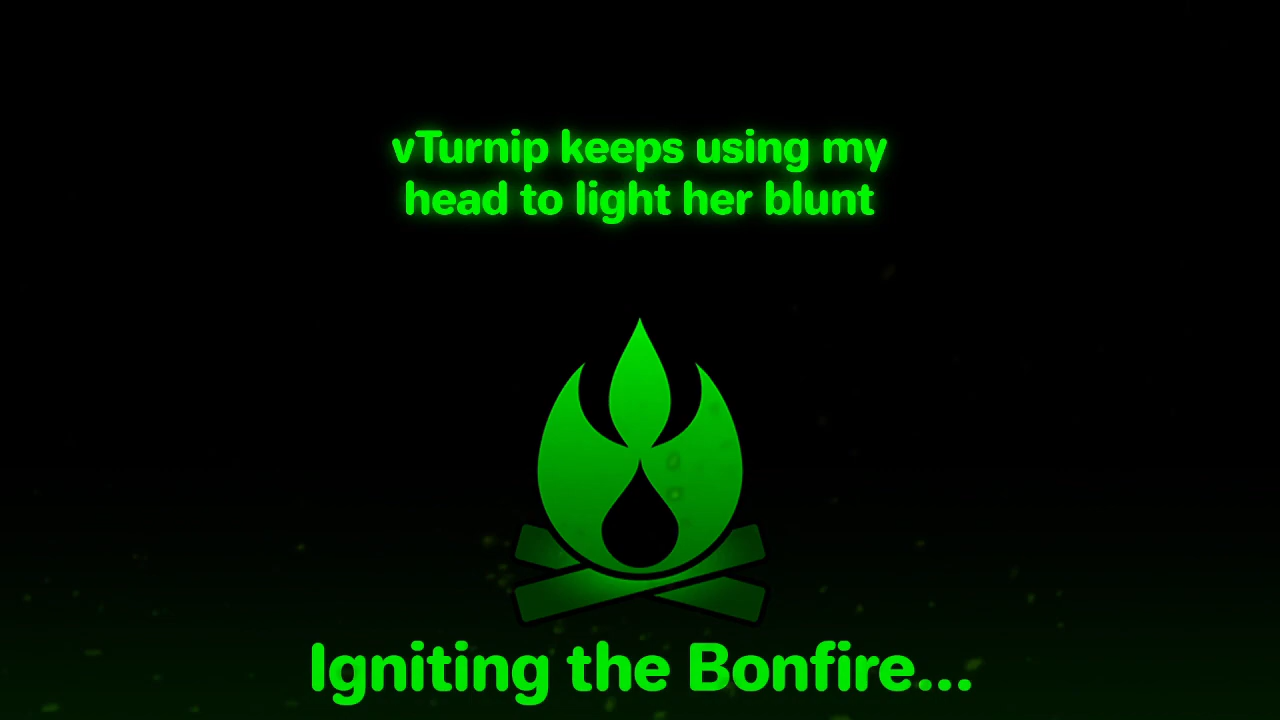 vTurnip keeps using my
head to light her blunt
Igniting the Bonfire...